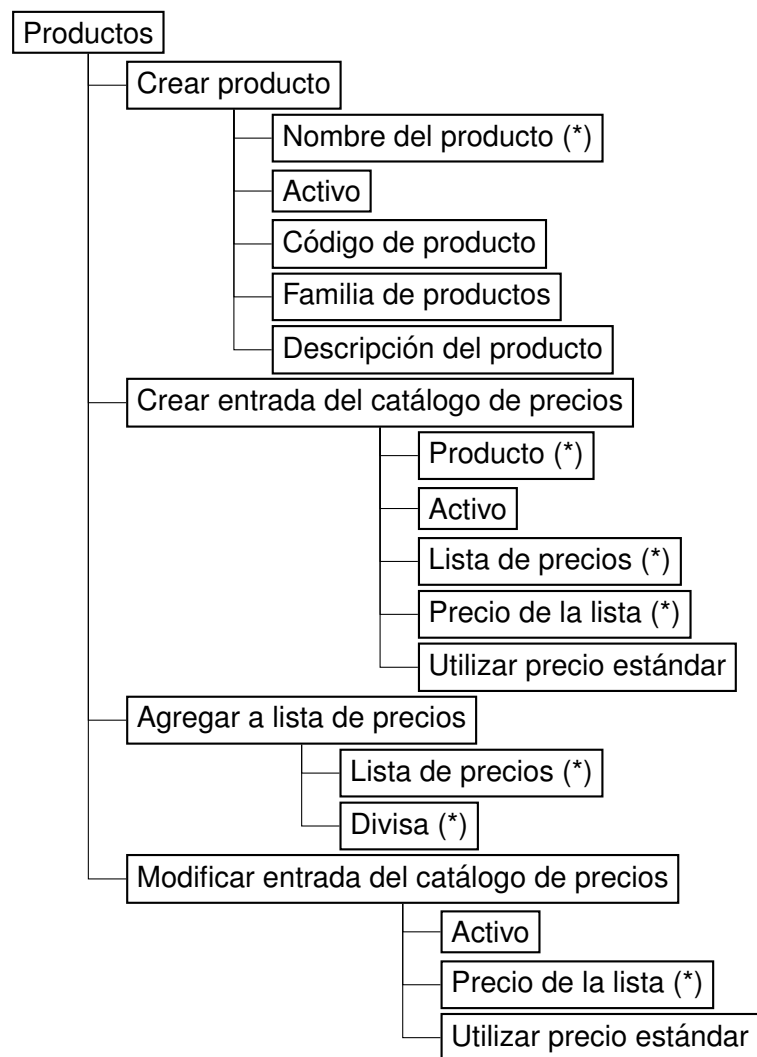 Productos
Crear producto
Nombre del producto (*)
Activo
Código de producto
Familia de productos
Descripción del producto
Crear entrada del catálogo de precios
Producto (*)
Activo
Lista de precios (*)
Precio de la lista (*)
Utilizar precio estándar
Agregar a lista de precios
Lista de precios (*)
Divisa (*)
Modificar entrada del catálogo de precios
Activo
Precio de la lista (*)
Utilizar precio estándar